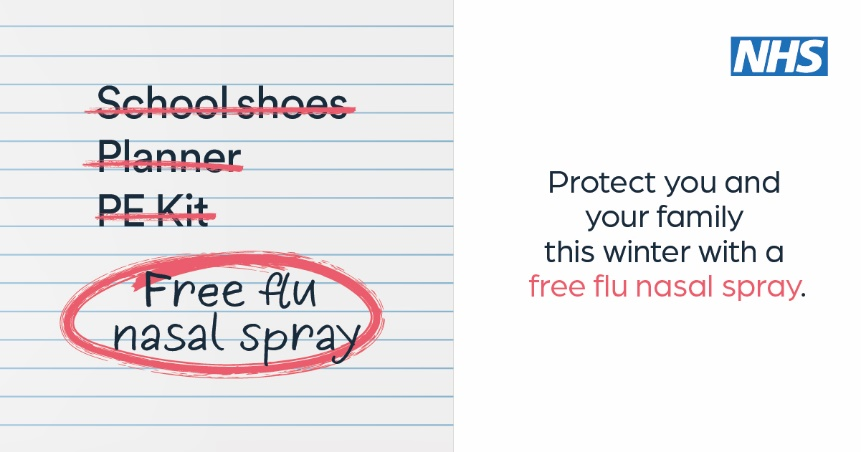 School shoes
Planner
PE Kit
Free flu
nasal spray
NHS
Protect you and
your family
this winter with a
free flu nasal spray.